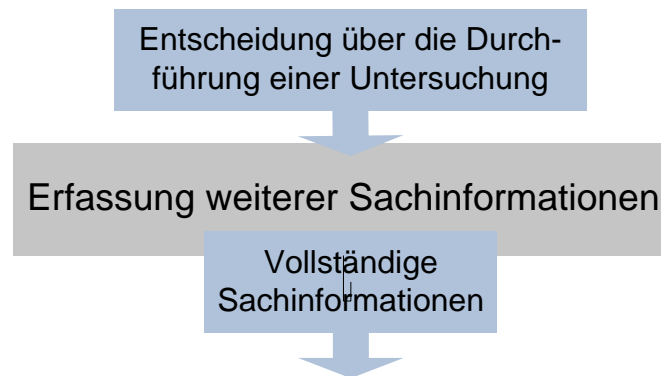 Entscheidung über die Durch-
führung einer Untersuchung
Erfassung weiterer Sachinformationen
Vollständige
Sachinformationen